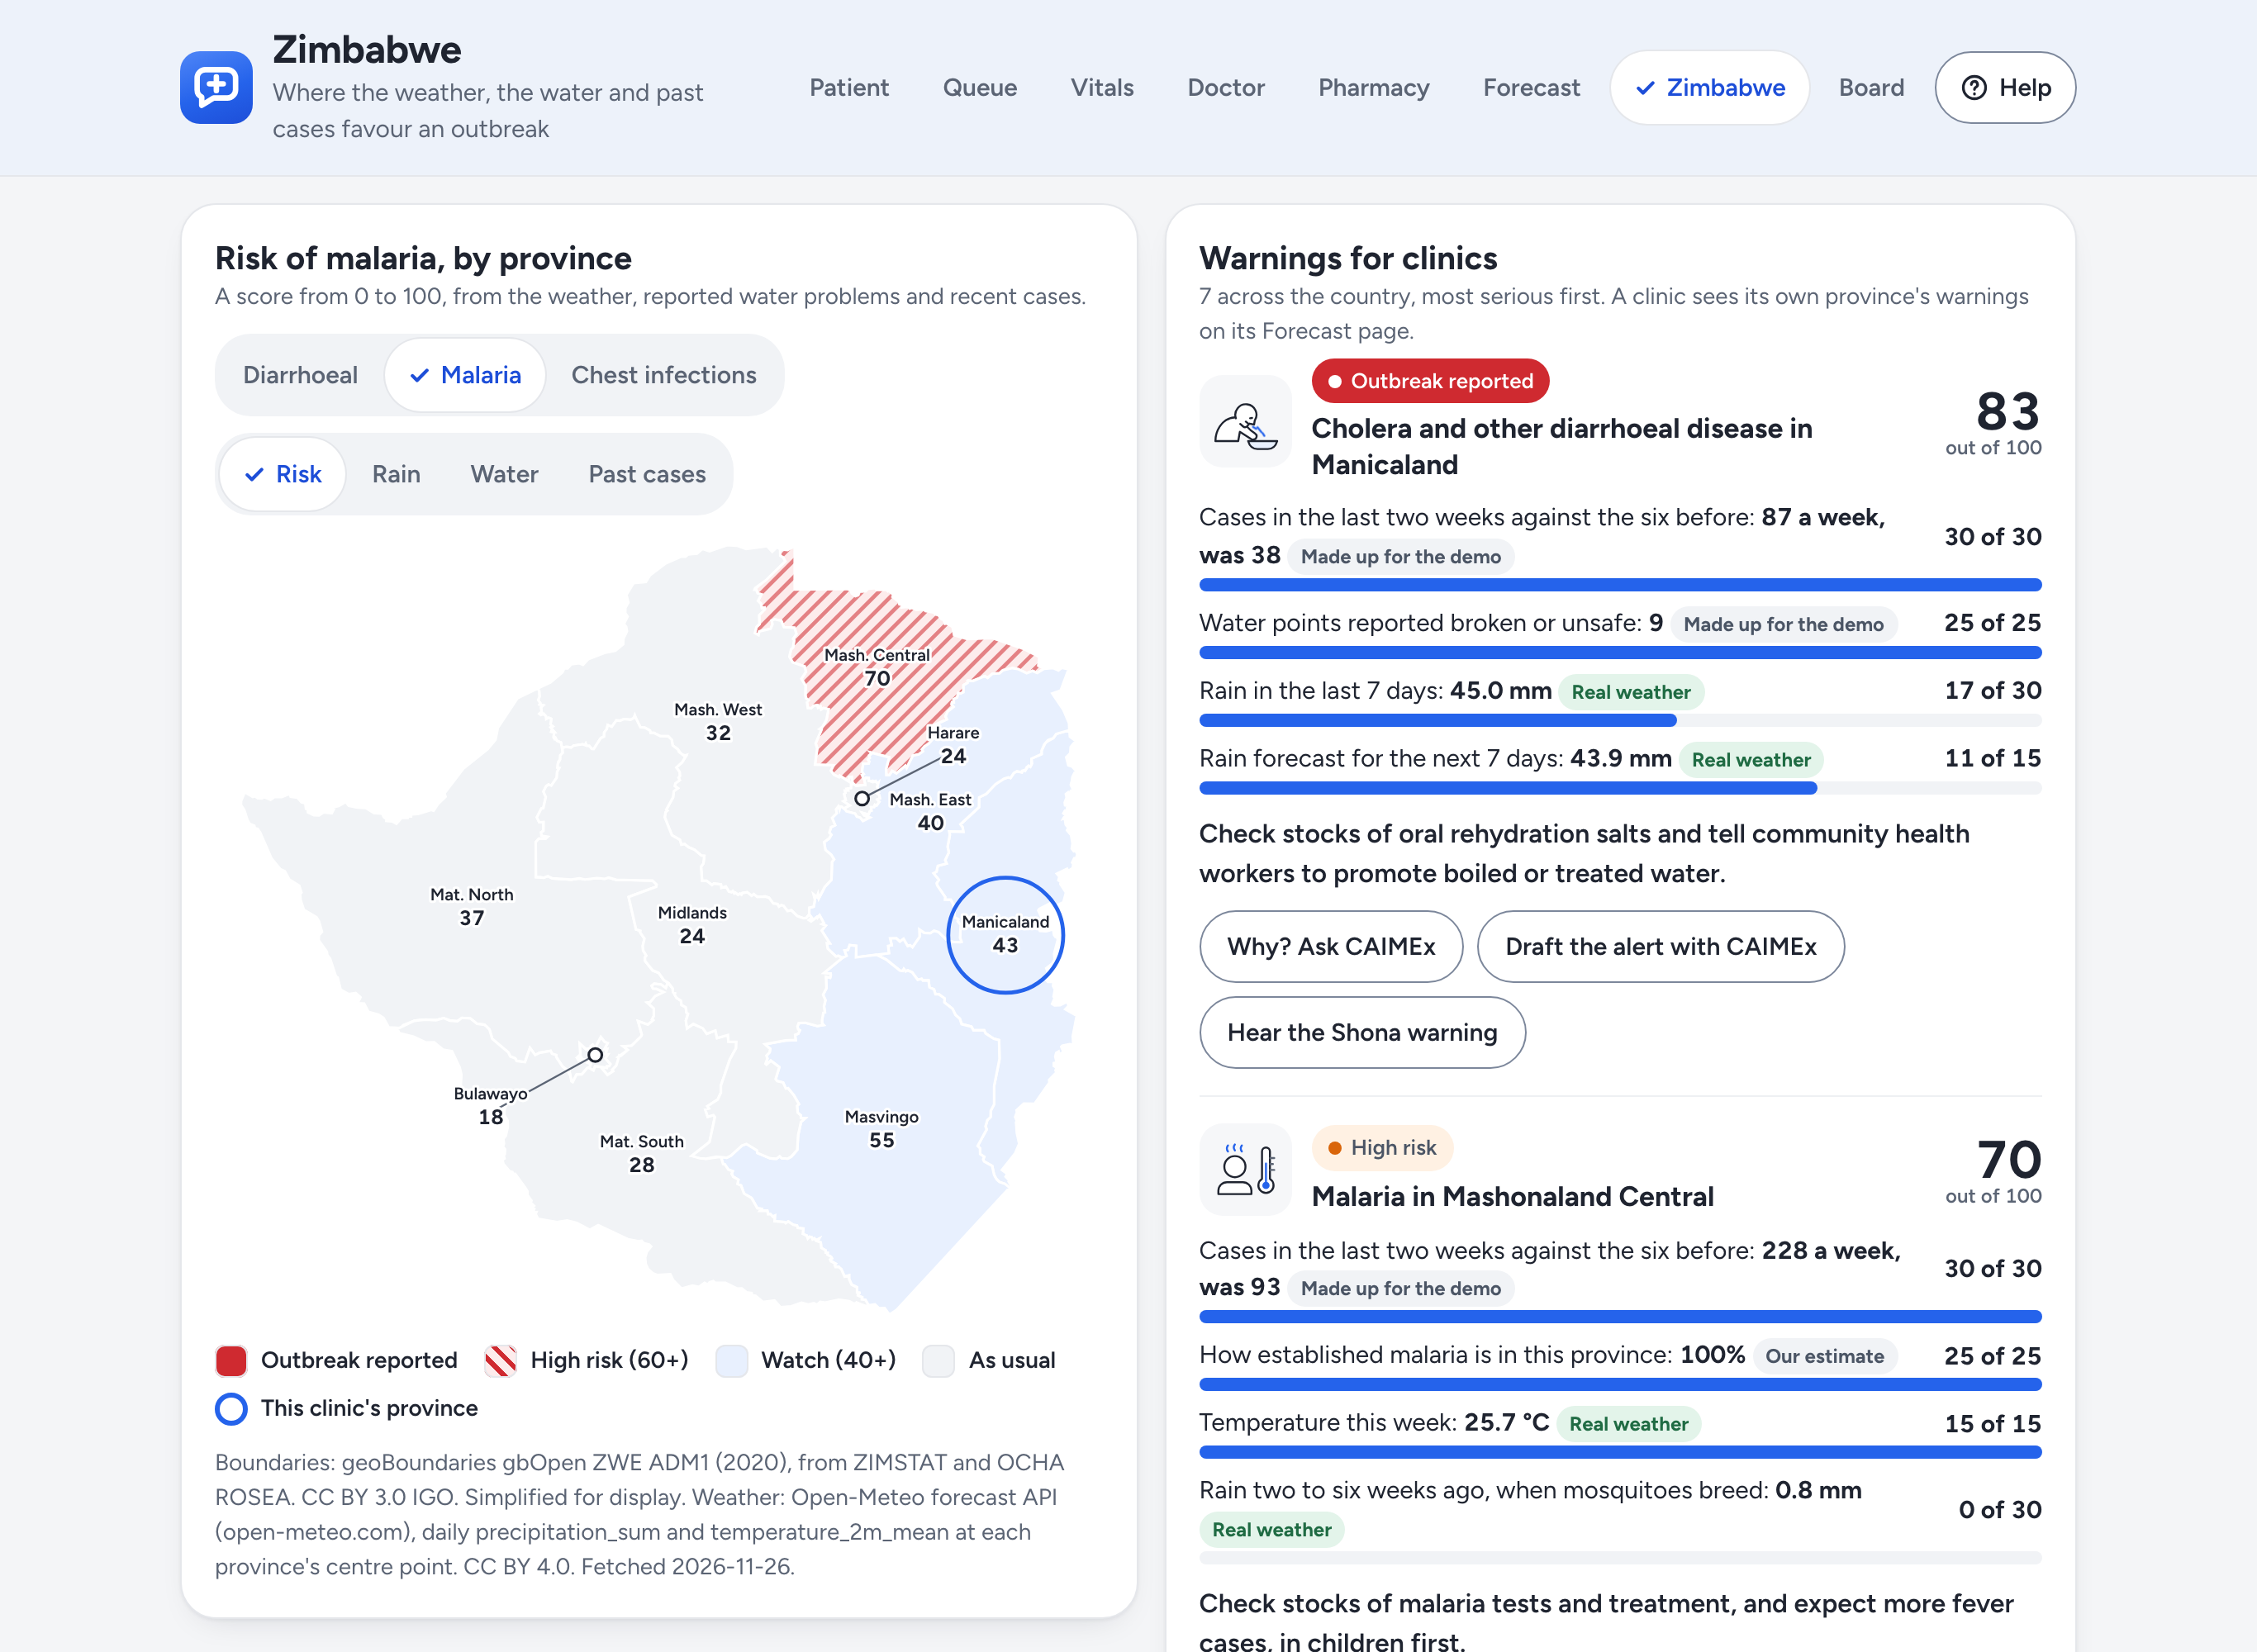 Zimbabwe
Where the weather, the water and past
cases favour an outbreak
Patient
Queue
Vitals
Doctor
Pharmacy
Forecast
Zimbabwe
Board
Help
Risk of malaria, by province
A score from 0 to 100, from the weather, reported water problems and recent cases.
Diarrhoeal
Malaria
Chest infections
Risk
Rain
Water
Past cases
Mash. Central
70
Mash. West
32
Harare
24
Mash. East
40
Mat. North
37
Midlands
24
Manicaland
43
Bulawayo
18
Mat. South
28
Masvingo
55
Outbreak reported
High risk (60+)
Watch (40+)
As usual
This clinic's province
Boundaries: geoBoundaries gbOpen ZWE ADM1 (2020), from ZIMSTAT and OCHA
ROSEA. CC BY 3.0 IGO. Simplified for display. Weather: Open-Meteo forecast API
(open-meteo.com), daily precipitation_sum and temperature_2m_mean at each
province's centre point. CC BY 4.0. Fetched 2026-11-26.
Warnings for clinics
7 across the country, most serious first. A clinic sees its own province's warnings
on its Forecast page.
Outbreak reported
Cholera and other diarrhoeal disease in
Manicaland
83
out of 100
Cases in the last two weeks against the six before: 87 a week,
was 38 Made up for the demo
30 of 30
Water points reported broken or unsafe: 9 Made up for the demo 25 of 25
Rain in the last 7 days: 45.0 mm Real weather 17 of 30
Rain forecast for the next 7 days: 43.9 mm Real weather 11 of 15
Check stocks of oral rehydration salts and tell community health
workers to promote boiled or treated water.
Why? Ask CAIMEx
Draft the alert with CAIMEx
Hear the Shona warning
High risk
Malaria in Mashonaland Central
70
out of 100
Cases in the last two weeks against the six before: 228 a week,
was 93 Made up for the demo
30 of 30
How established malaria is in this province: 100% Our estimate 25 of 25
Temperature this week: 25.7 °C Real weather 15 of 15
Rain two to six weeks ago, when mosquitoes breed: 0.8 mm
Real weather
0 of 30
Check stocks of malaria tests and treatment, and expect more fever
cases, in children first.